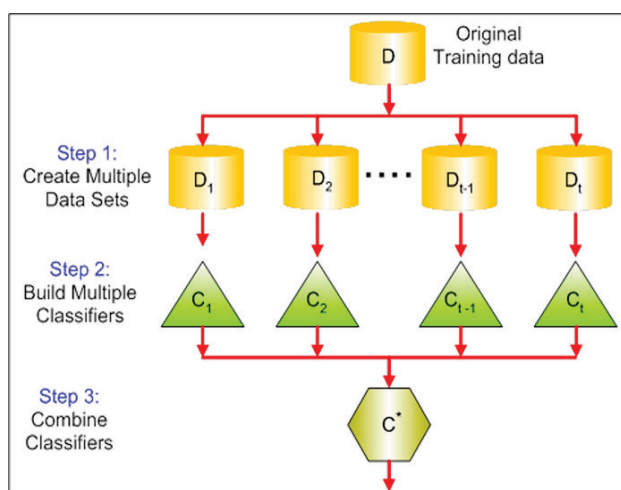 Original
Training data
D
Step 1:
Create Multiple
Data Sets
D1
D2
....
Dt-1
Dt
Step 2:
Build Multiple
Classifiers
C1
C2
Ct -1
Ct
Step 3:
Combine
Classifiers
C*